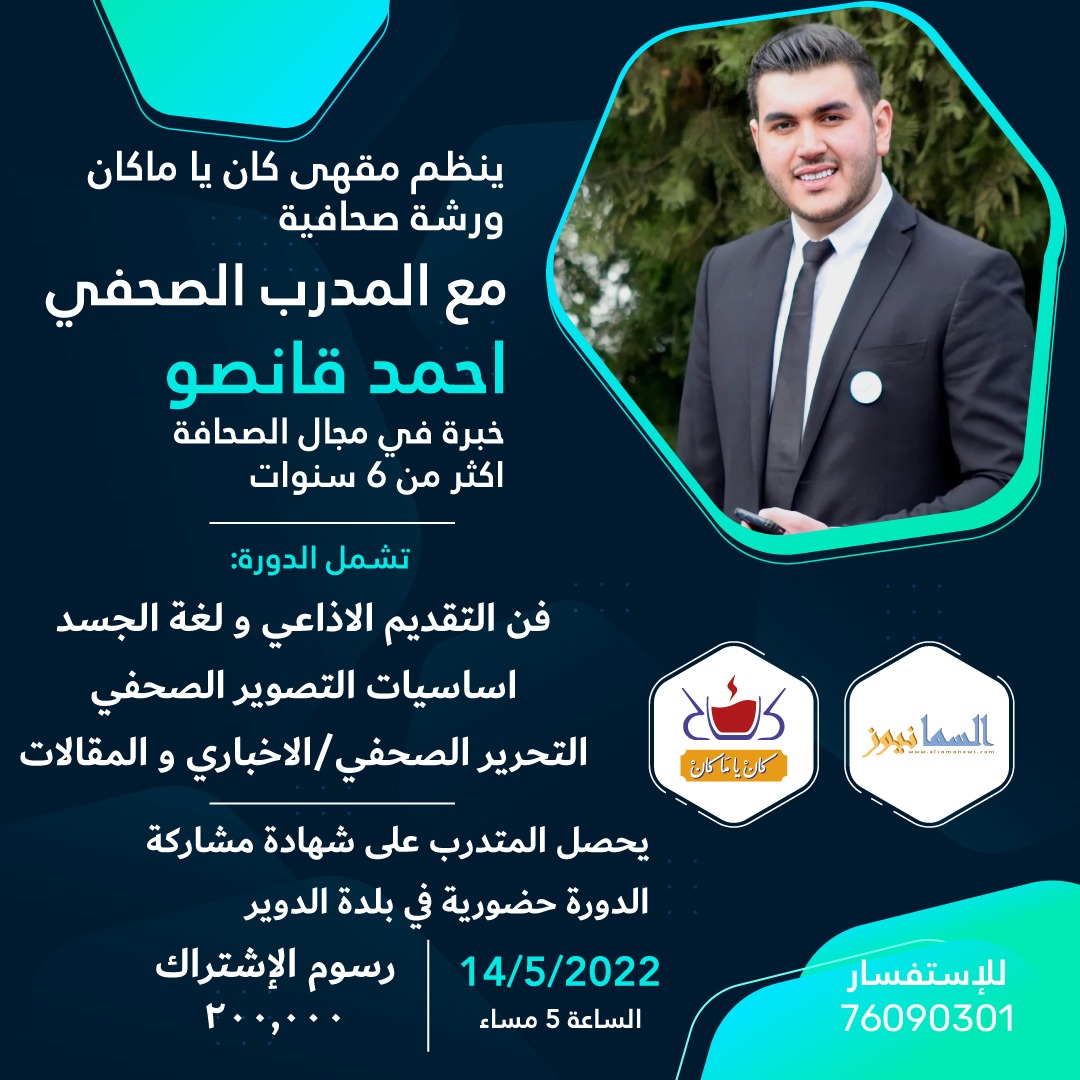 ينظم مقهى كان يا ماكان
ورشة صحافية
مع المدرب الصحفي
احمد قانصو
خبرة في مجال الصحافة
اكثر من 6 سنوات
تشمل الدورة:
فن التقديم الاذاعي و لغة الجسد
اساسيات التصوير الصحفي
التحرير الصحفي/الاخباري و المقالات
كان يا ما كان
السما نيوز
www.elsamanews.com
يحصل المتدرب على شهادة مشاركة
الدورة حضورية في بلدة الدوير
14/5/2022
الساعة 5 مساء
رسوم الإشتراك
٢٠٠,٠٠٠
للإستفسار
76090301